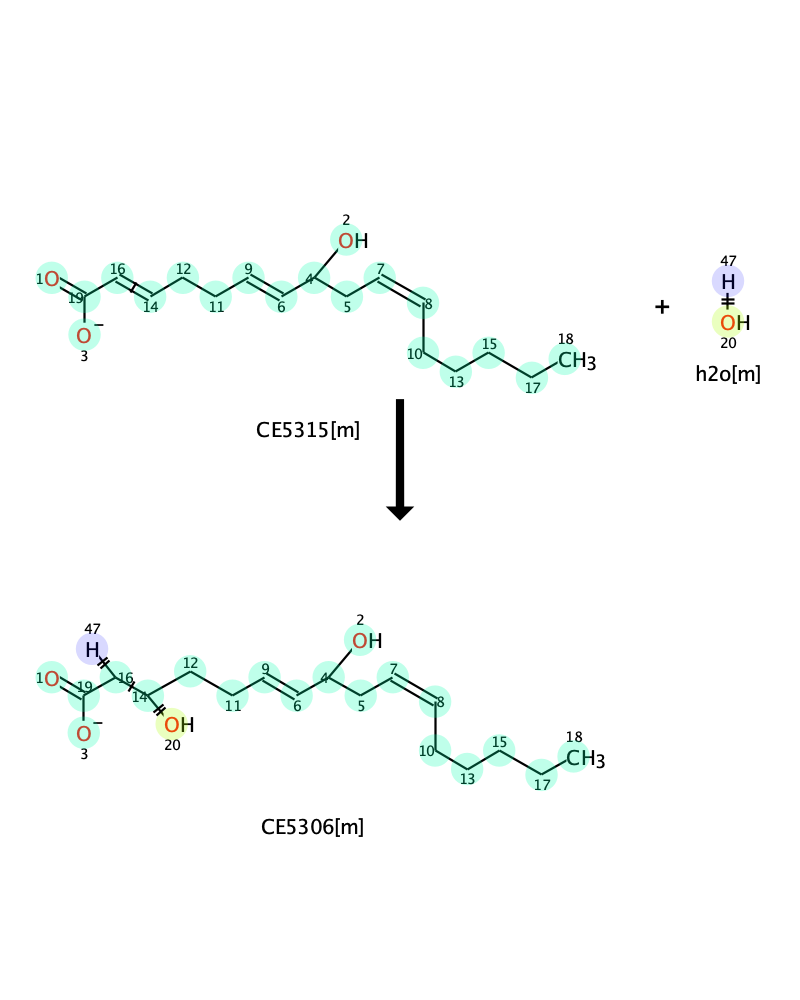 2
OH
1O 16 12 9 4 7
19 14 11 6 5 8
O−
3
10 15 18
CH3
13 17
47
H
+
OH
20
h2o[m]
CE5315[m]
2
OH
47
H
1O 19 16 12 9 4 7
14 11 6 5 8
O−
3
OH
20
10 15 18
CH3
13 17
CE5306[m]